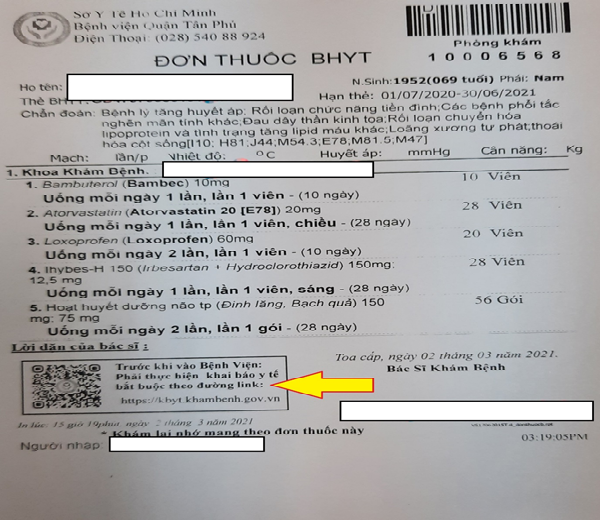 Sở Y Tế Hồ Chí Minh
Bệnh viện Quận Tân Phú
Điện Thoại: (028) 540 88 924
Phòng khám
10006568
ĐƠN THUỐC BHYT
Họ tên:
N.Sinh:1952(069 tuổi) Phái: Nam
Thẻ BHYT:
Hạn thẻ: 01/07/2020-30/06/2021
Chẩn đoán: Bệnh lý tăng huyết áp; Rối loạn chức năng tiền đình;Các bệnh phổi tắc
nghẽn mãn tính khác;Đau dây thần kinh tọa;Rối loạn chuyển hóa
lipoprotein và tình trạng tăng lipid máu khác;Loãng xương tự phát;thoái
hóa cột sống[I10; H81;J44;M54.3;E78;M81.5;M47]
Mạch: lần/p Nhiệt độ: °C Huyết áp: mmHg Cân nặng: Kg
1. Khoa Khám Bệnh.
1. Bambuterol (Bambec) 10mg 10 Viên
Uống mỗi ngày 1 lần, lần 1 viên - (10 ngày)
2. Atorvastatin (Atorvastatin 20 [E78]) 20mg 28 Viên
Uống mỗi ngày 1 lần, lần 1 viên, chiều - (28 ngày)
3. Loxoprofen (Loxoprofen) 60mg 20 Viên
Uống mỗi ngày 2 lần, lần 1 viên - (10 ngày)
4. Ihybes-H 150 (Irbesartan + Hydroclorothiazid) 150mg; 28 Viên
12,5 mg
Uống mỗi ngày 1 lần, lần 1 viên, sáng - (28 ngày)
5. Hoạt huyết dưỡng não tp (Đinh lăng, Bạch quả) 150 56 Gói
mg; 75 mg
Uống mỗi ngày 2 lần, lần 1 gói - (28 ngày)
Lời dặn của bác sĩ :
Trước khi vào Bệnh Viện:
Phải thực hiện khai báo y tế
bắt buộc theo đường link:
https://kbyt.khambenh.gov.vn
Toa cấp, ngày 02 tháng 03 năm 2021.
Bác Sĩ Khám Bệnh
In lúc: 15 giờ 19phút, ngày 2 tháng 3 năm 2021
* Khám lại nhớ mang theo đơn thuốc này
Người nhập:
03:19:05PM